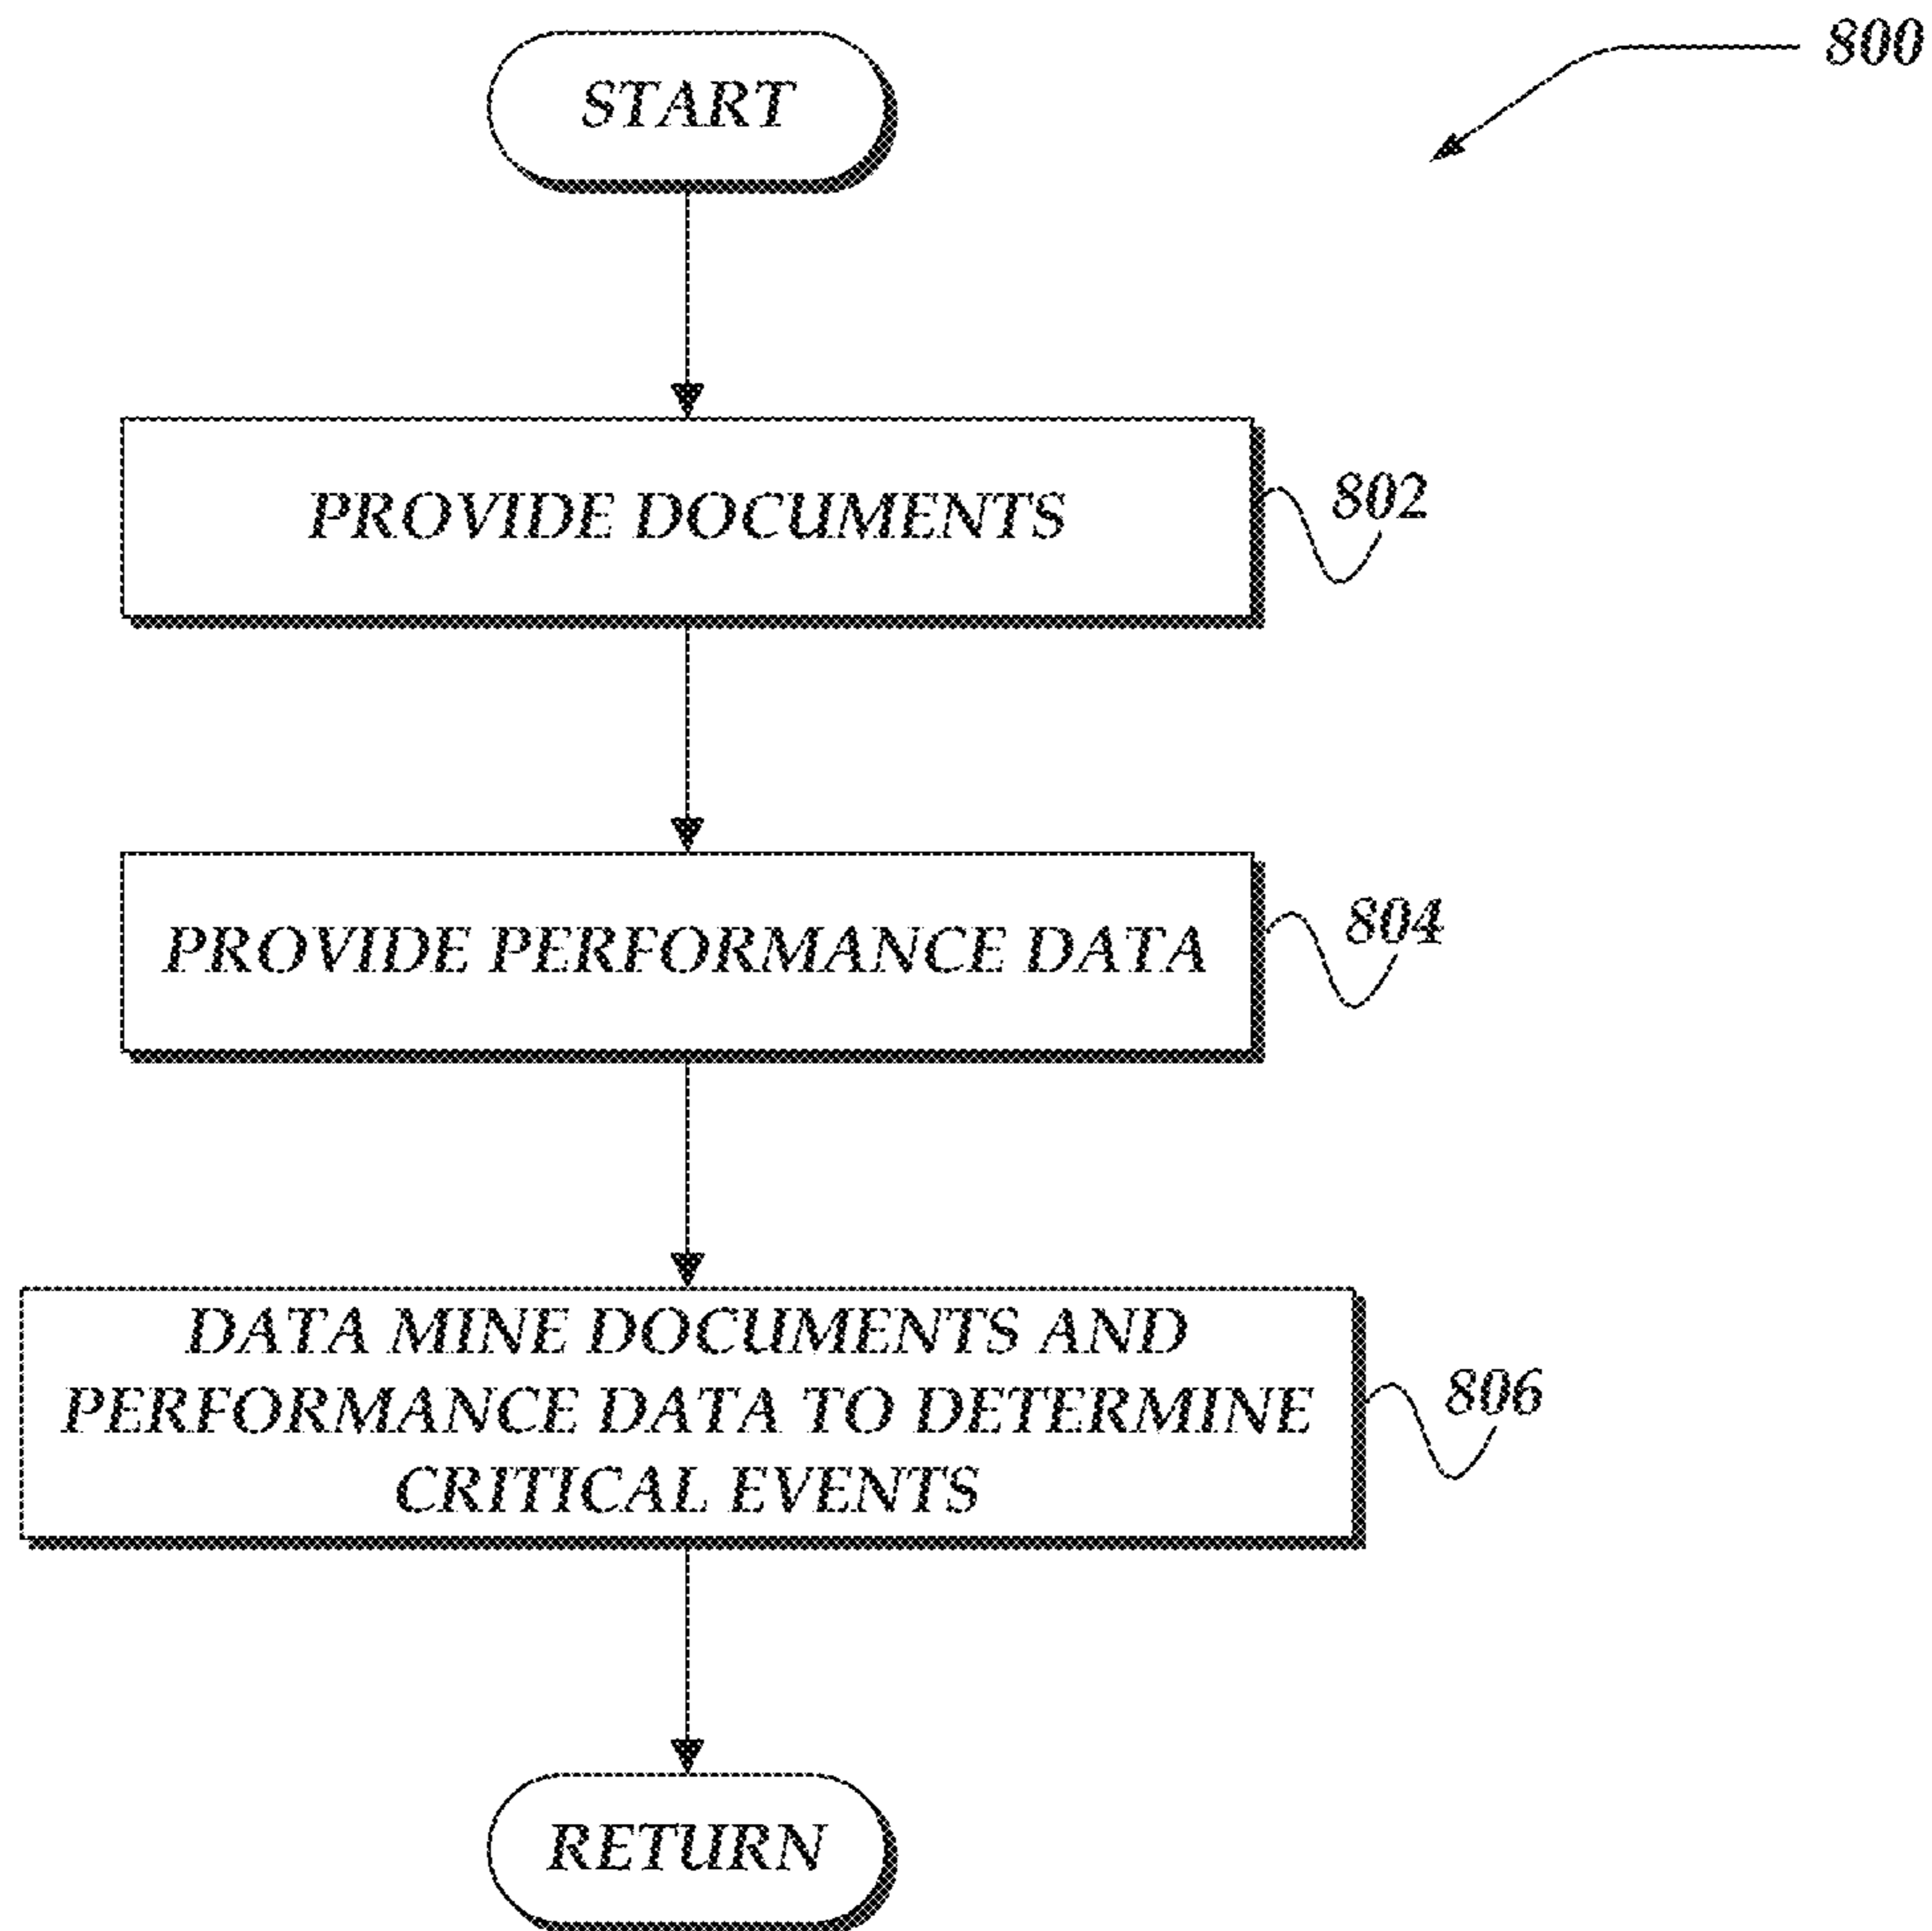 800
START
PROVIDE DOCUMENTS
802
PROVIDE PERFORMANCE DATA
804
DATA MINE DOCUMENTS AND
PERFORMANCE DATA TO DETERMINE
CRITICAL EVENTS
806
RETURN